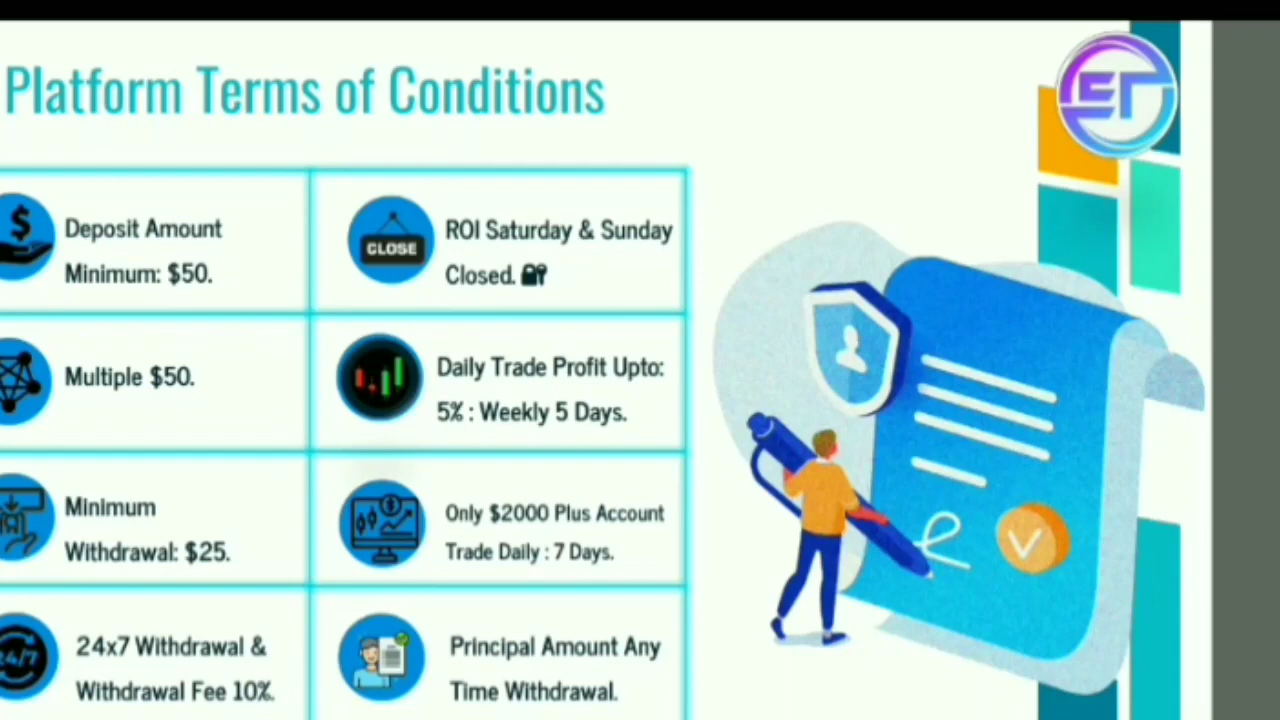 Platform Terms of Conditions
Deposit Amount
Minimum: $50.
CLOSE
ROI Saturday & Sunday
Closed.
Multiple $50.
Daily Trade Profit Upto:
5% : Weekly 5 Days.
Minimum
Withdrawal: $25.
Only $2000 Plus Account
Trade Daily : 7 Days.
24/7
24x7 Withdrawal &
Withdrawal Fee 10%.
Principal Amount Any
Time Withdrawal.